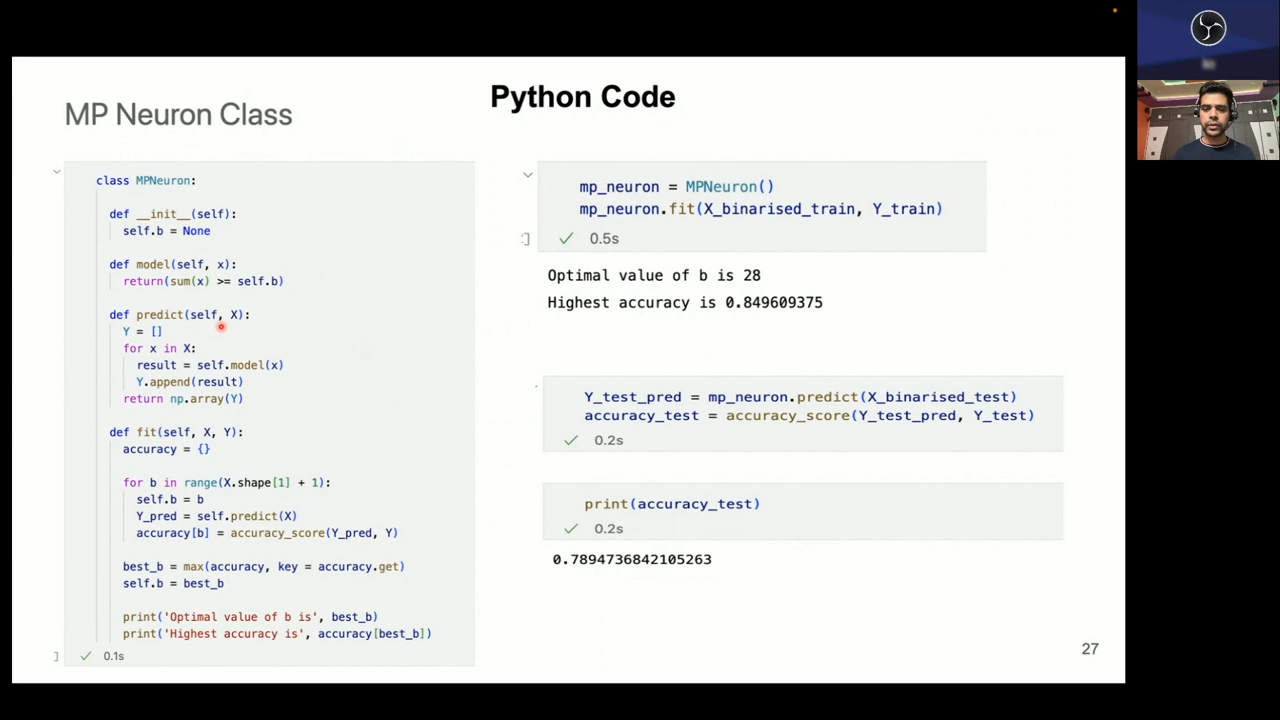 Python Code
MP Neuron Class
class MPNeuron:
def __init__(self):
self.b = None
def model(self, x):
return(sum(x) >= self.b)
def predict(self, X):
Y = []
for x in X:
result = self.model(x)
Y.append(result)
return np.array(Y)
def fit(self, X, Y):
accuracy = {}
for b in range(X.shape[1] + 1):
self.b = b
Y_pred = self.predict(X)
accuracy[b] = accuracy_score(Y_pred, Y)
best_b = max(accuracy, key = accuracy.get)
self.b = best_b
print('Optimal value of b is', best_b)
print('Highest accuracy is', accuracy[best_b])
0.1s
mp_neuron = MPNeuron()
mp_neuron.fit(X_binarised_train, Y_train)
0.5s
Optimal value of b is 28
Highest accuracy is 0.849609375
Y_test_pred = mp_neuron.predict(X_binarised_test)
accuracy_test = accuracy_score(Y_test_pred, Y_test)
0.2s
print(accuracy_test)
0.2s
0.7894736842105263
27